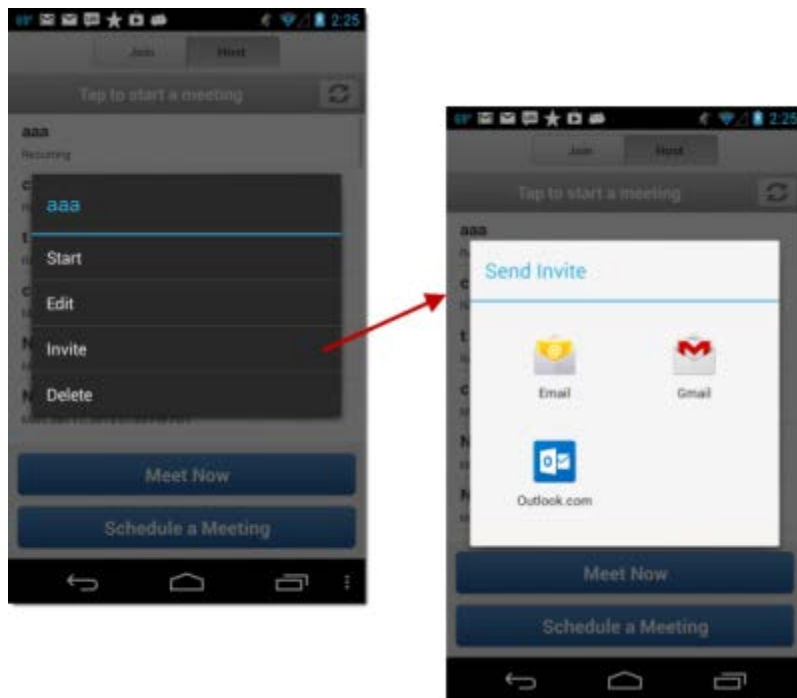 2:25
Join Host
Tap to start a meeting
aaa
Recurring
aaa
Start
Edit
Invite
Delete
Meet Now
Schedule a Meeting
2:25
Join Host
Tap to start a meeting
aaa
Send Invite
Email Gmail
Outlook.com
Meet Now
Schedule a Meeting